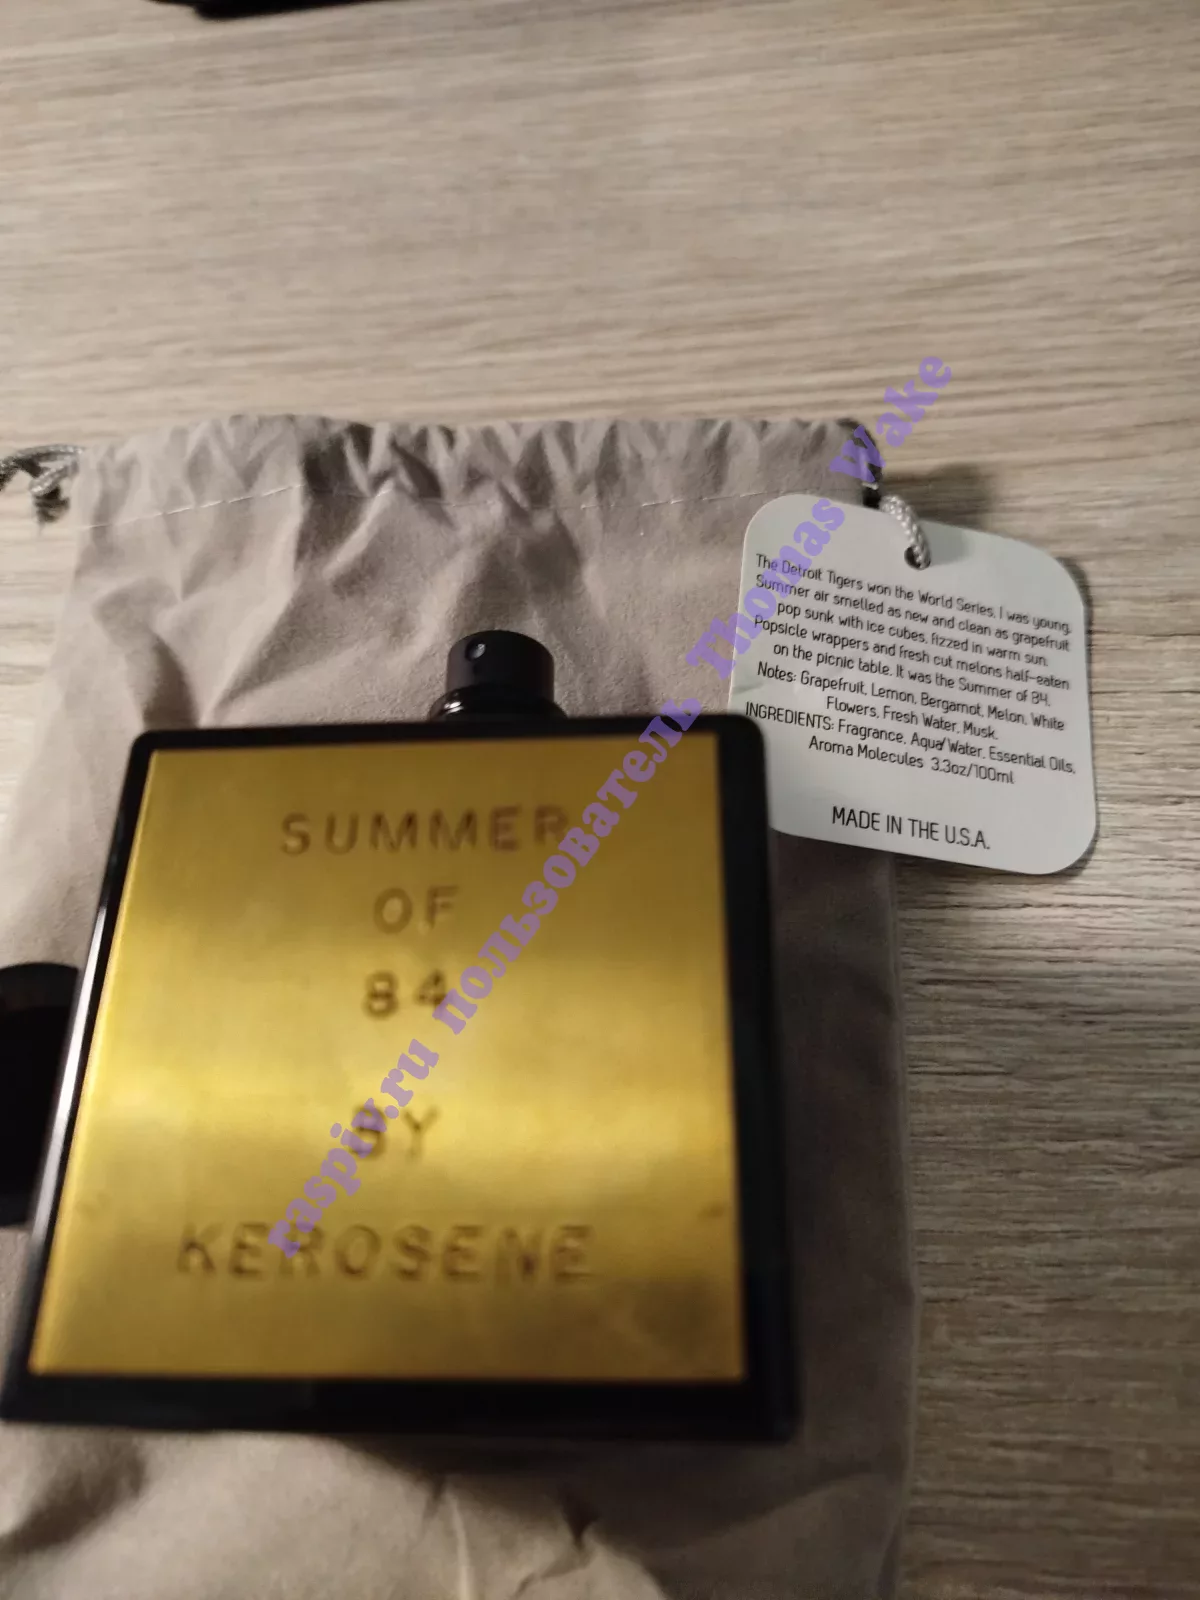 The Detroit Tigers won the World Series. I was young.
Summer air smelled as new and clean as grapefruit
pop sunk with ice cubes, fizzed in warm sun.
Popsicle wrappers and fresh cut melons half-eaten
on the picnic table. It was the Summer of 84.
Notes: Grapefruit, Lemon, Bergamot, Melon, White
Flowers, Fresh Water, Musk.
INGREDIENTS: Fragrance, Aqua/Water, Essential Oils,
Aroma Molecules 3.3oz/100ml
MADE IN THE U.S.A.
SUMMER
OF
84
BY
KEROSENE
raspiv.ru пользователь Thomas Wake